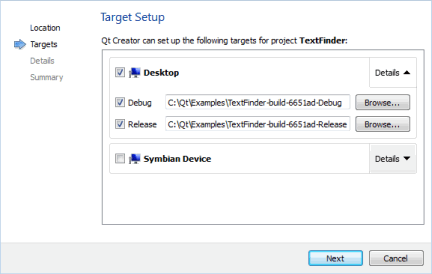 Location
Targets
Details
Summary
Target Setup
Qt Creator can set up the following targets for project TextFinder:
Desktop
Details
Debug C:\Qt\Examples\TextFinder-build-6651ad-Debug Browse...
Release C:\Qt\Examples\TextFinder-build-6651ad-Release Browse...
Symbian Device
Details
Next
Cancel